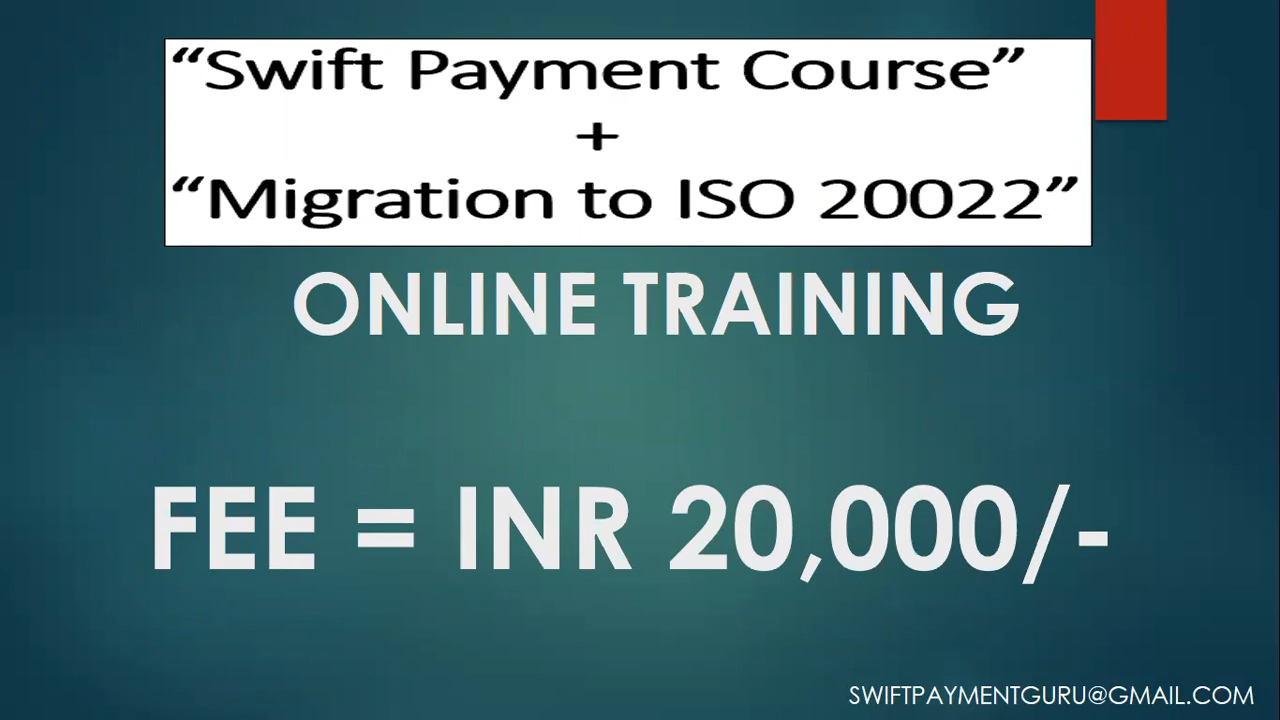 “Swift Payment Course”
+
“Migration to ISO 20022”
ONLINE TRAINING
FEE = INR 20,000/-
SWIFTPAYMENTGURU@GMAIL.COM